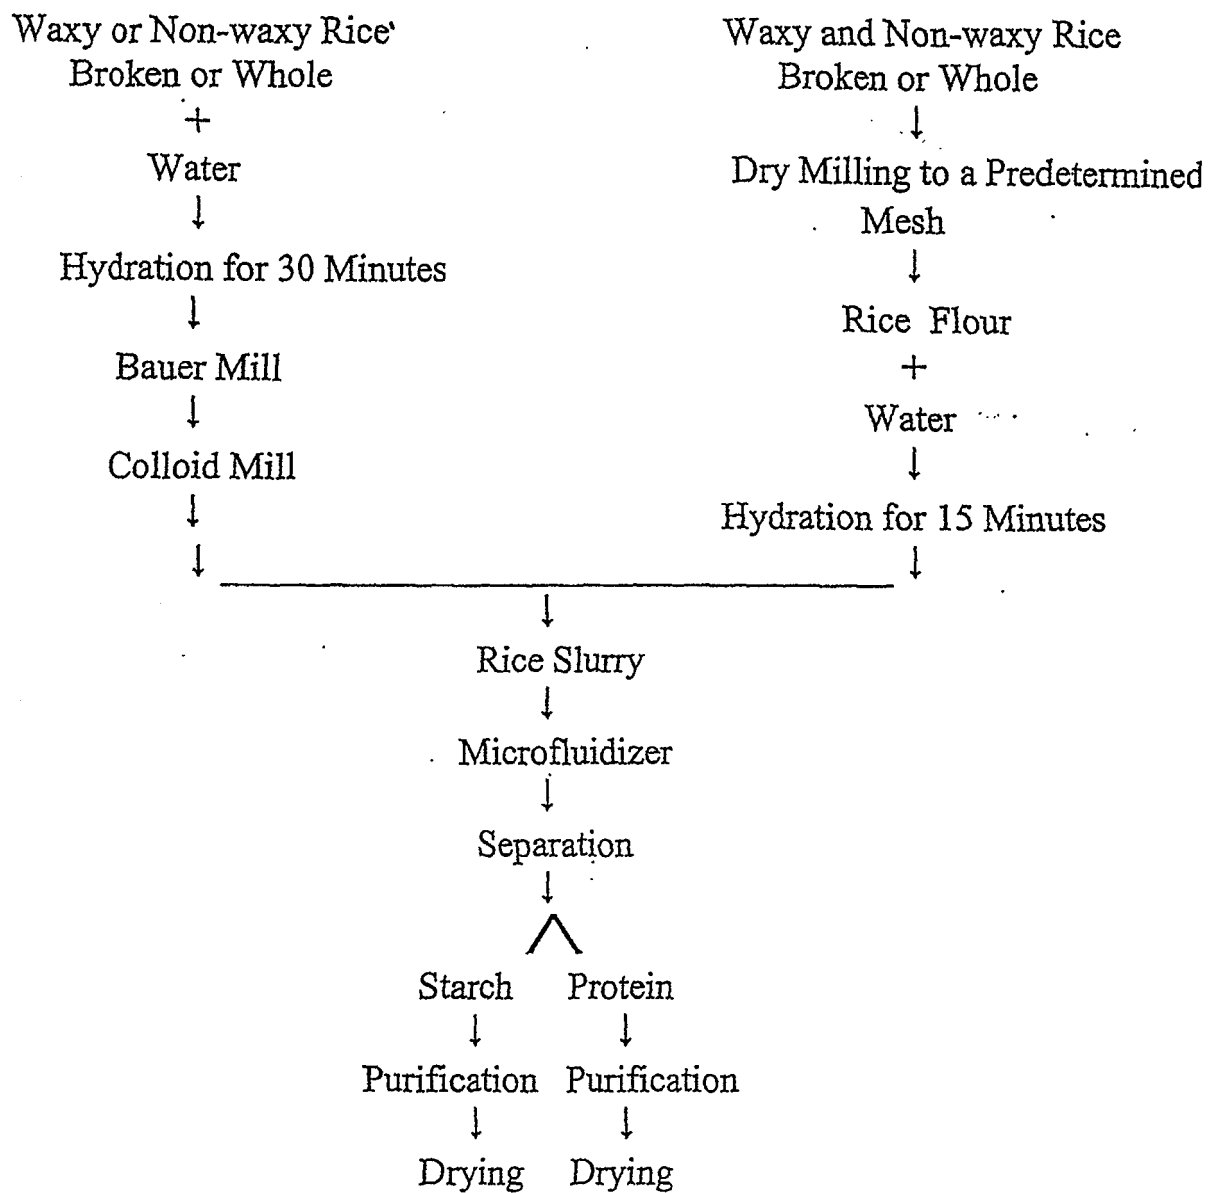 Waxy or Non-waxy Rice
Broken or Whole
+
Water
↓
Hydration for 30 Minutes
↓
Bauer Mill
↓
Colloid Mill
↓
↓
Waxy and Non-waxy Rice
Broken or Whole
↓
Dry Milling to a Predetermined
Mesh
↓
Rice Flour
+
Water
↓
Hydration for 15 Minutes
↓
↓
Rice Slurry
↓
Microfluidizer
↓
Separation
↓
Starch Protein
↓ ↓
Purification Purification
↓ ↓
Drying Drying